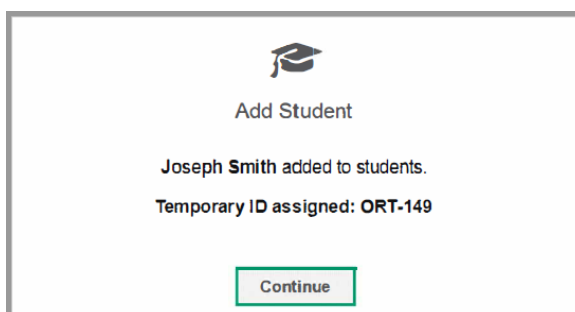 Add Student
Joseph Smith added to students.
Temporary ID assigned: ORT-149
Continue